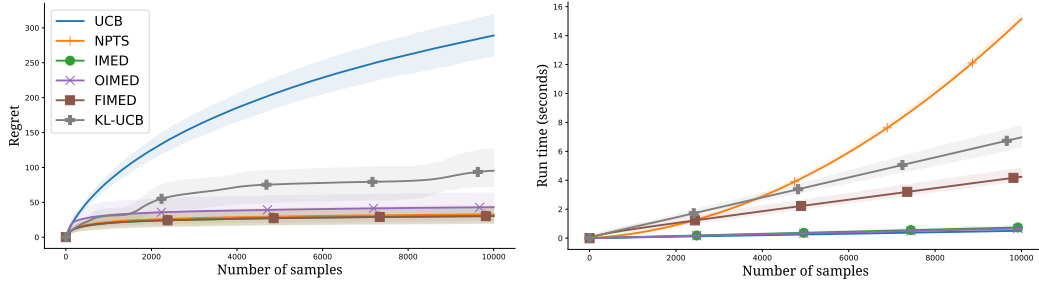 300
250
200
150
100
50
0
Regret
UCB
NPTS
IMED
OIMED
FIMED
KL-UCB
0 2000 4000 6000 8000 10000
Number of samples
16
14
12
10
8
6
4
2
0
Run time (seconds)
0 2000 4000 6000 8000 10000
Number of samples